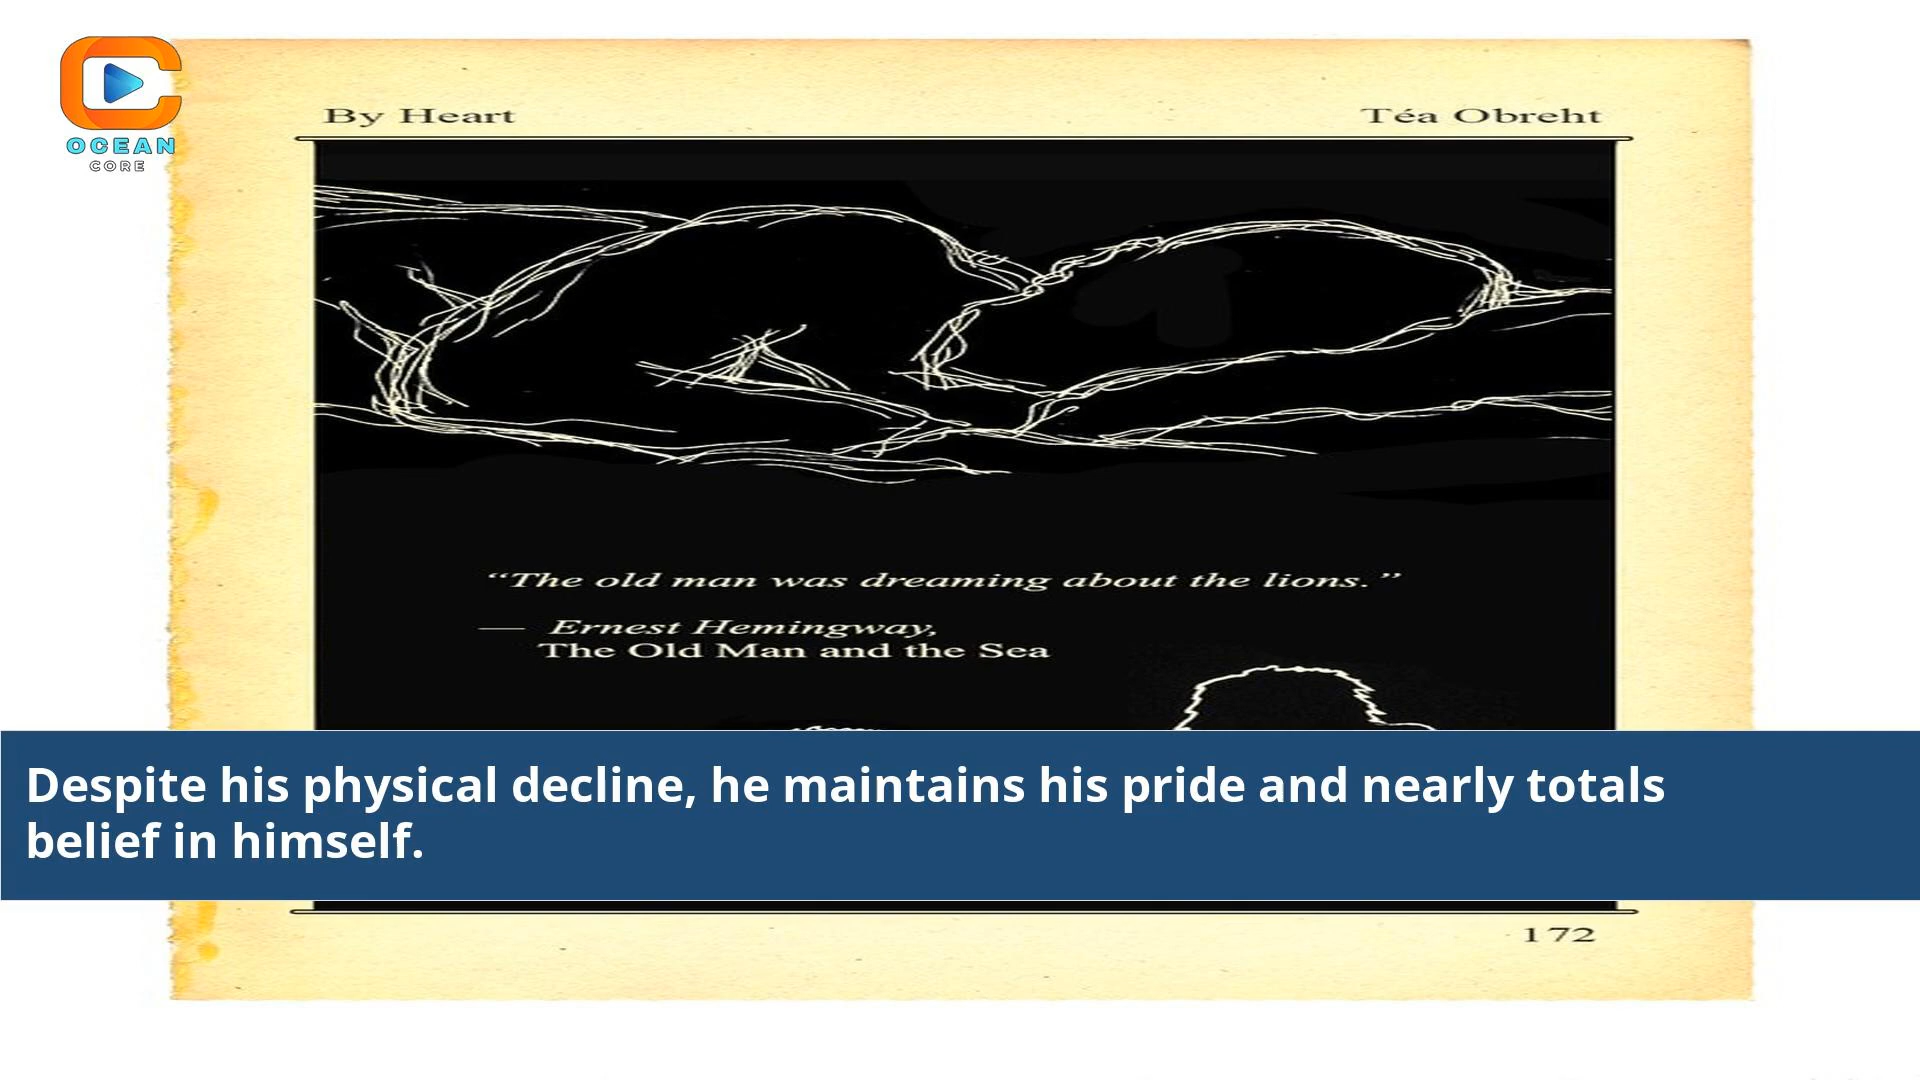 OCEAN
CORE
By Heart
Téa Obreht
“The old man was dreaming about the lions.”
— Ernest Hemingway,
The Old Man and the Sea
Despite his physical decline, he maintains his pride and nearly totals
belief in himself.
172